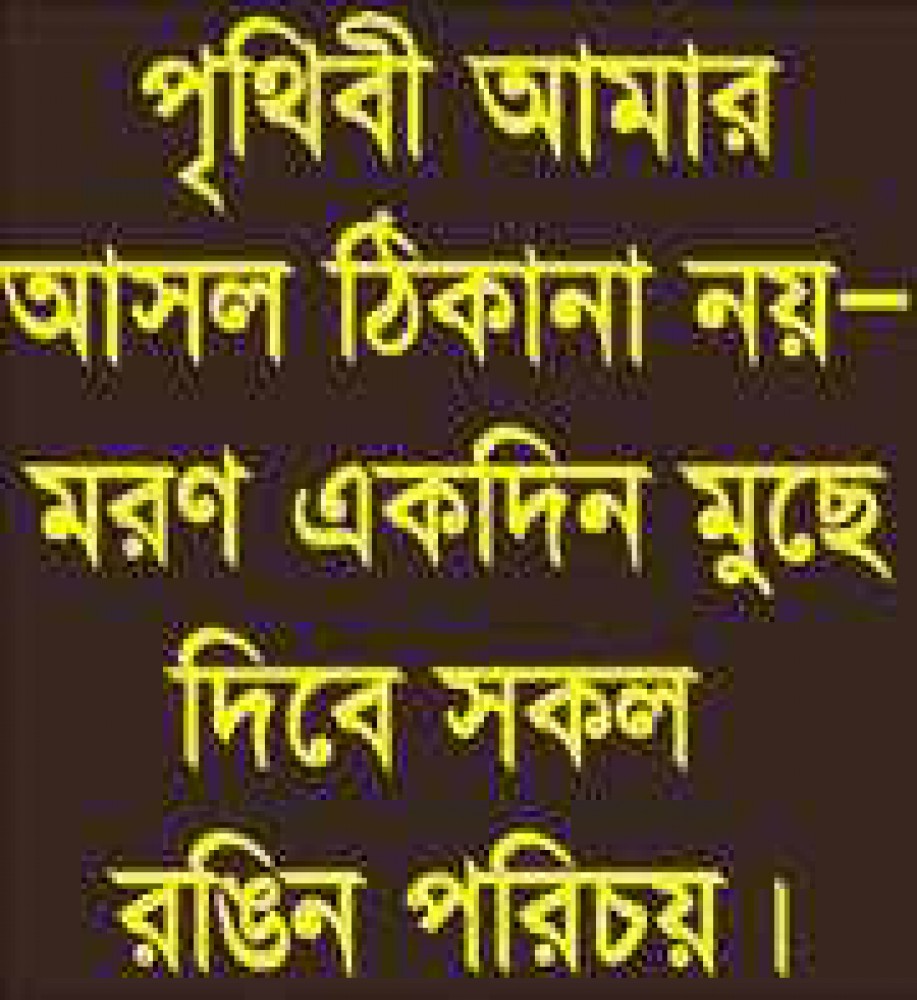 পৃথিবী আমার
আসল ঠিকানা নয়-
মরণ একদিন মুছে
দিবে সকল
রঙিন পরিচয়।